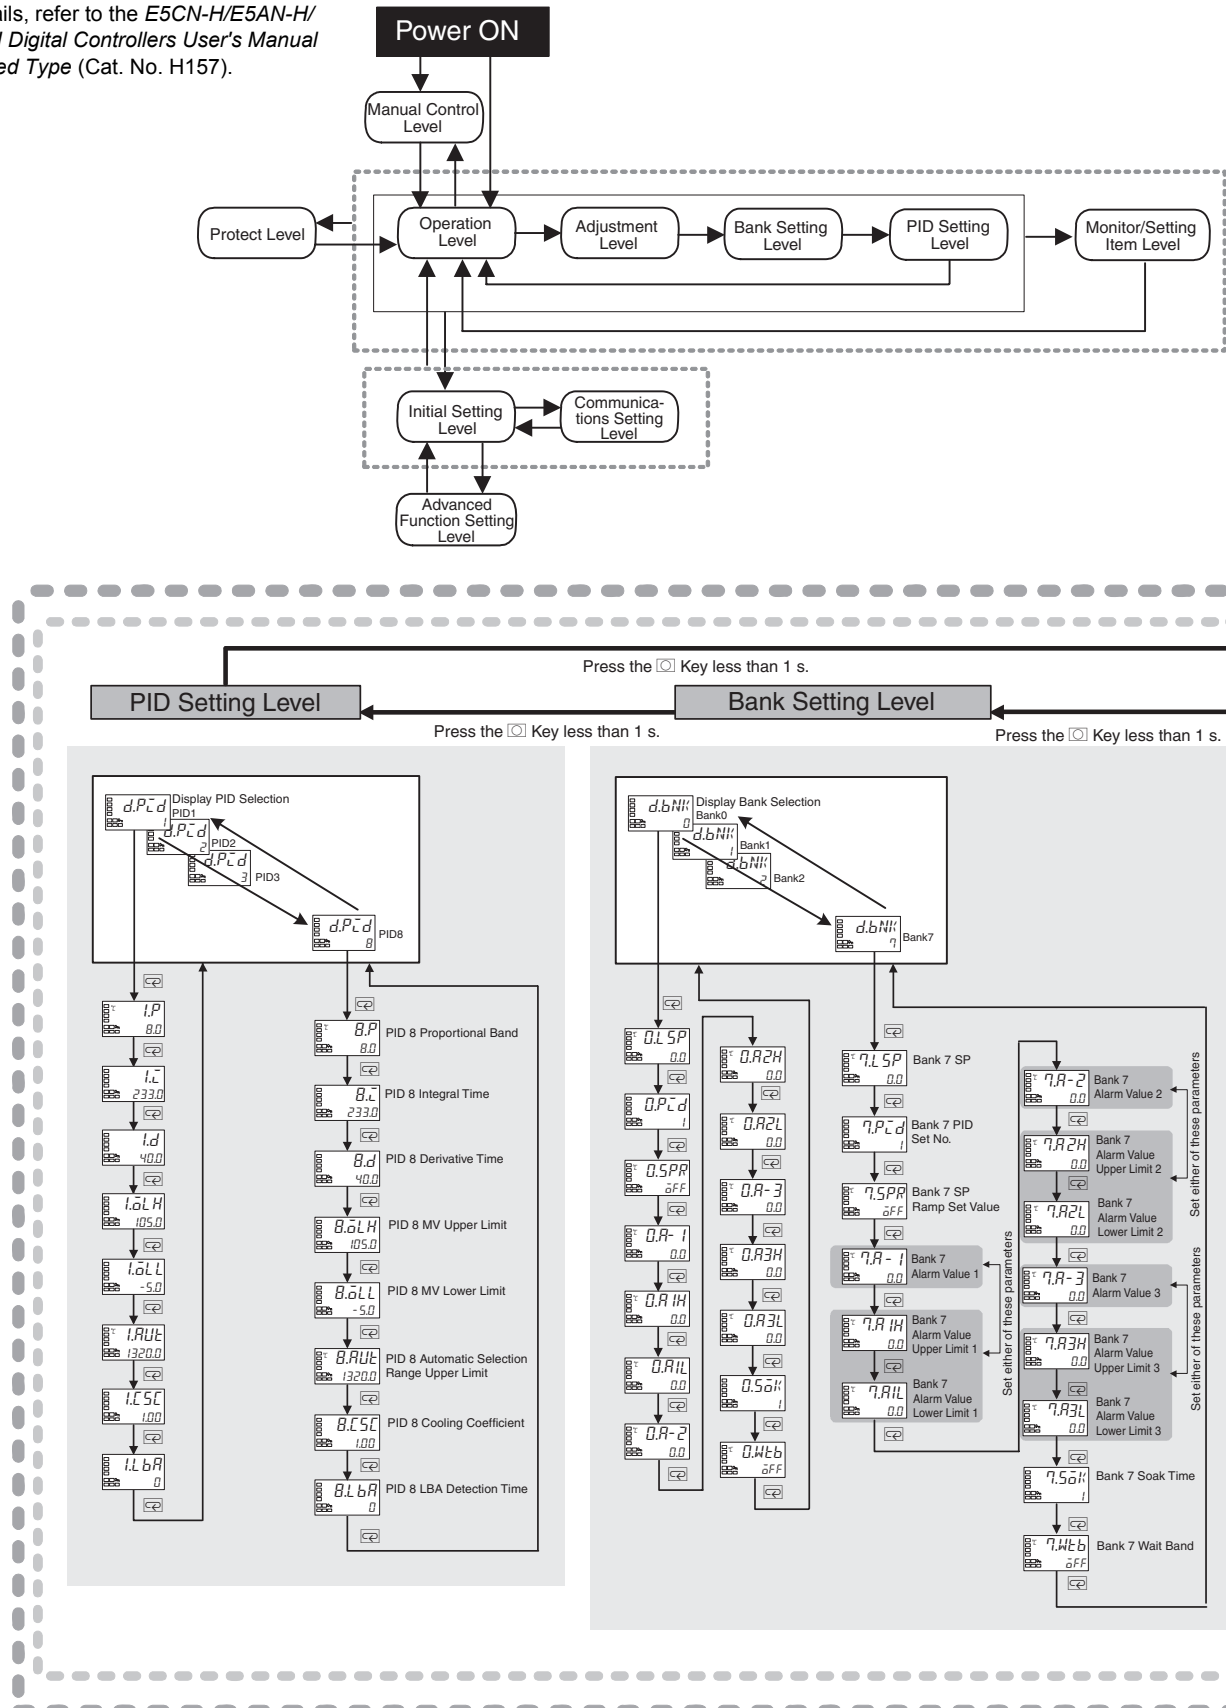 ails, refer to the E5CN-H/E5AN-H/
Digital Controllers User's Manual
ed Type (Cat. No. H157).
Power ON
Manual Control
Level
Protect Level
Operation
Level
Adjustment
Level
Bank Setting
Level
PID Setting
Level
Monitor/Setting
Item Level
Initial Setting
Level
Communica-
tions Setting
Level
Advanced
Function Setting
Level
Press the Key less than 1 s.
PID Setting Level
Bank Setting Level
Press the Key less than 1 s.
Press the Key less than 1 s.
d.PID
1
Display PID Selection
PID1
d.PID
2
PID2
d.PID
3
PID3
d.PID
8
PID8
1.P
8.0
1.I
233.0
1.d
40.0
1.oLH
105.0
1.oLL
-5.0
1.AUt
1320.0
1.CSC
1.00
1.LbA
0
8.P
8.0
PID 8 Proportional Band
8.I
233.0
PID 8 Integral Time
8.d
40.0
PID 8 Derivative Time
8.oLH
105.0
PID 8 MV Upper Limit
8.oLL
-5.0
PID 8 MV Lower Limit
8.AUt
1320.0
PID 8 Automatic Selection
Range Upper Limit
8.CSC
1.00
PID 8 Cooling Coefficient
8.LbA
0
PID 8 LBA Detection Time
d.bNK
0
Display Bank Selection
Bank0
d.bNK
1
Bank1
d.bNK
2
Bank2
d.bNK
7
Bank7
0.LSP
0.0
0.PID
1
0.SPR
oFF
0.A-1
0.0
0.A1H
0.0
0.A1L
0.0
0.A-2
0.0
0.A2H
0.0
0.A2L
0.0
0.A-3
0.0
0.A3H
0.0
0.A3L
0.0
0.SoK
1
0.Wtb
oFF
7.LSP
0.0
Bank 7 SP
7.PID
1
Bank 7 PID
Set No.
7.SPR
oFF
Bank 7 SP
Ramp Set Value
7.A-1
0.0
Bank 7
Alarm Value 1
7.A1H
0.0
Bank 7
Alarm Value
Upper Limit 1
7.A1L
0.0
Bank 7
Alarm Value
Lower Limit 1
Set either of these parameters
7.A-2
0.0
Bank 7
Alarm Value 2
7.A2H
0.0
Bank 7
Alarm Value
Upper Limit 2
7.A2L
Bank 7
Alarm Value
Lower Limit 2
Set either of these parameters
7.A-3
0.0
Bank 7
Alarm Value 3
7.A3H
0.0
Bank 7
Alarm Value
Upper Limit 3
7.A3L
0.0
Bank 7
Alarm Value
Lower Limit 3
Set either of these parameters
7.SoK
1
Bank 7 Soak Time
7.Wtb
oFF
Bank 7 Wait Band